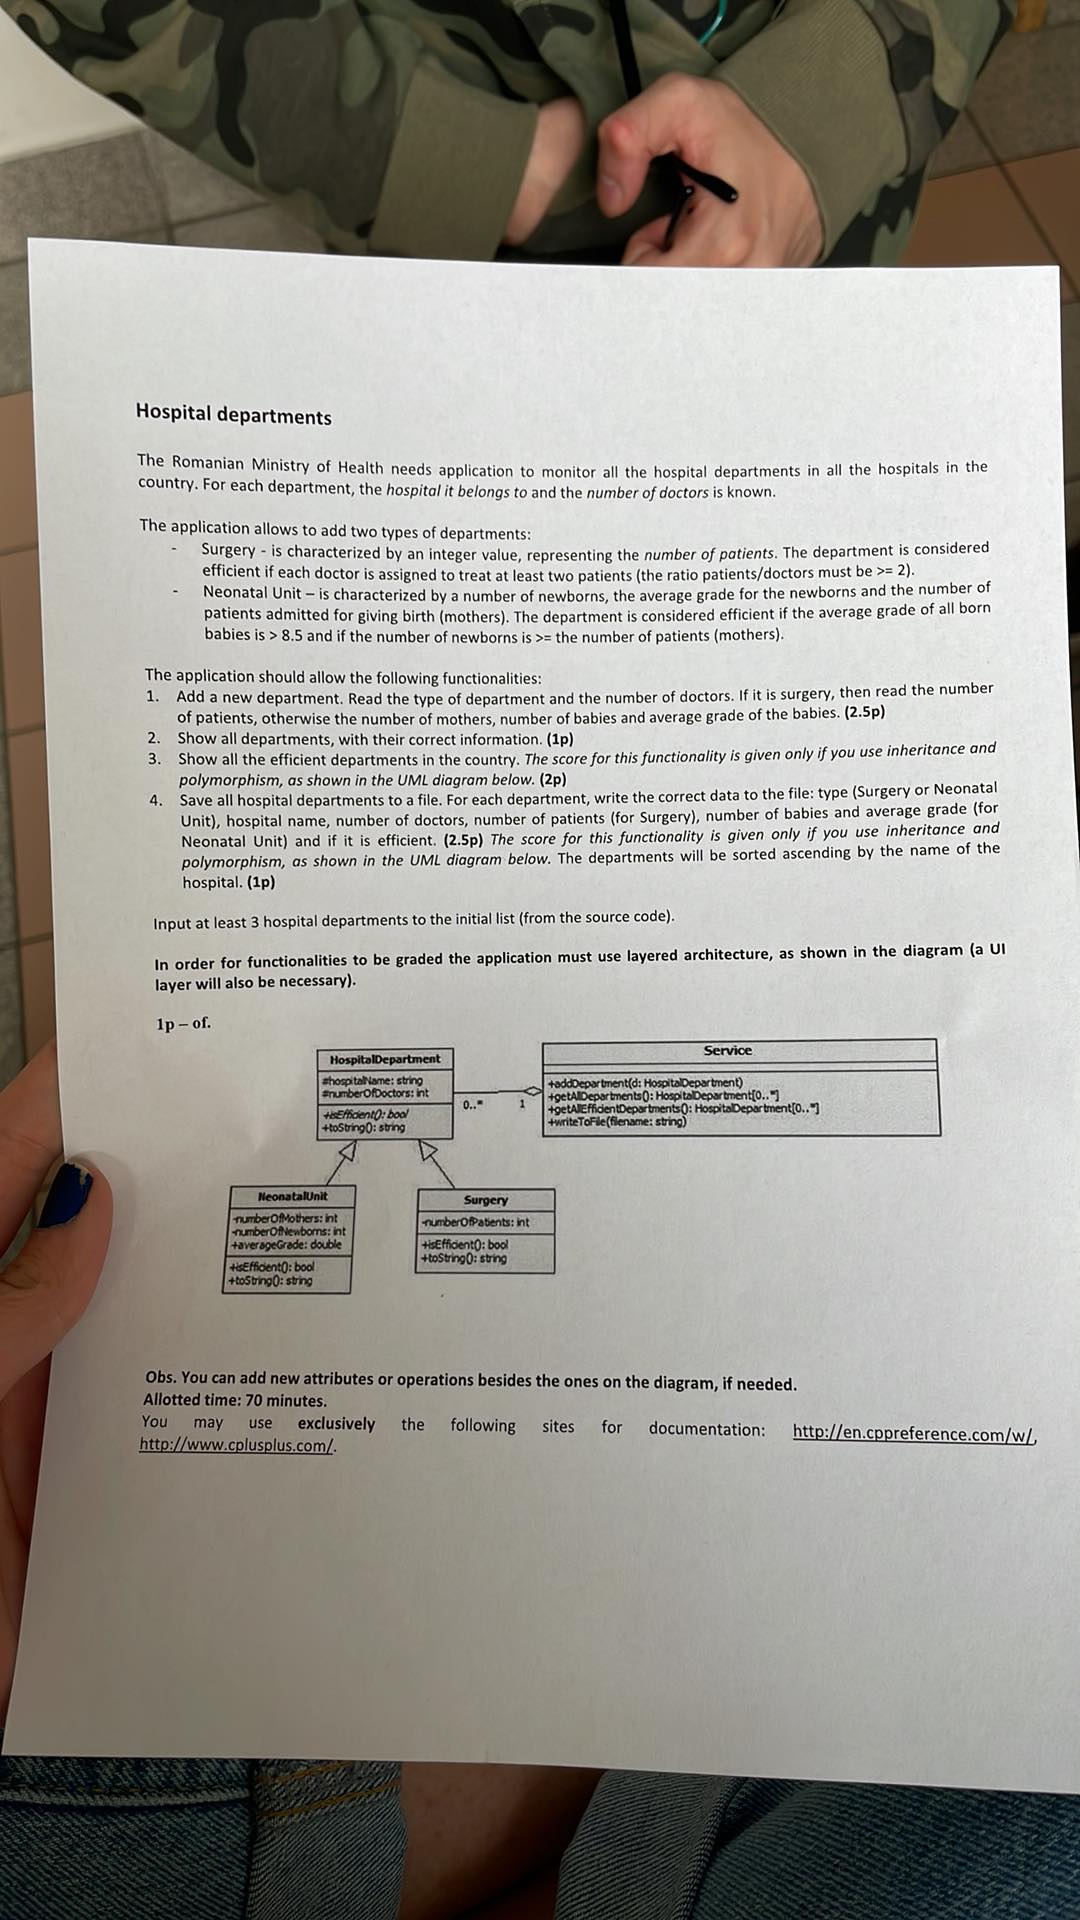 Hospital departments
The Romanian Ministry of Health needs application to monitor all the hospital departments in all the hospitals in the
country. For each department, the hospital it belongs to and the number of doctors is known.
The application allows to add two types of departments:
- Surgery - is characterized by an integer value, representing the number of patients. The department is considered
efficient if each doctor is assigned to treat at least two patients (the ratio patients/doctors must be >= 2).
- Neonatal Unit – is characterized by a number of newborns, the average grade for the newborns and the number of
patients admitted for giving birth (mothers). The department is considered efficient if the average grade of all born
babies is > 8.5 and if the number of newborns is >= the number of patients (mothers).
The application should allow the following functionalities:
1. Add a new department. Read the type of department and the number of doctors. If it is surgery, then read the number
of patients, otherwise the number of mothers, number of babies and average grade of the babies. (2.5p)
2. Show all departments, with their correct information. (1p)
3. Show all the efficient departments in the country. The score for this functionality is given only if you use inheritance and
polymorphism, as shown in the UML diagram below. (2p)
4. Save all hospital departments to a file. For each department, write the correct data to the file: type (Surgery or Neonatal
Unit), hospital name, number of doctors, number of patients (for Surgery), number of babies and average grade (for
Neonatal Unit) and if it is efficient. (2.5p) The score for this functionality is given only if you use inheritance and
polymorphism, as shown in the UML diagram below. The departments will be sorted ascending by the name of the
hospital. (1p)
Input at least 3 hospital departments to the initial list (from the source code).
In order for functionalities to be graded the application must use layered architecture, as shown in the diagram (a UI
layer will also be necessary).
1p – of.
HospitalDepartment
#hospitalName: string
#numberOfDoctors: int
+isEfficient(): bool
+toString(): string
0..*
1
Service
+addDepartment(d: HospitalDepartment)
+getAllDepartments(): HospitalDepartment[0..*]
+getAllEfficientDepartments(): HospitalDepartment[0..*]
+writeToFile(filename: string)
NeonatalUnit
-numberOfMothers: int
-numberOfNewborns: int
+averageGrade: double
+isEfficient(): bool
+toString(): string
Surgery
-numberOfPatients: int
+isEfficient(): bool
+toString(): string
Obs. You can add new attributes or operations besides the ones on the diagram, if needed.
Allotted time: 70 minutes.
You may use exclusively the following sites for documentation: http://en.cppreference.com/w/,
http://www.cplusplus.com/.